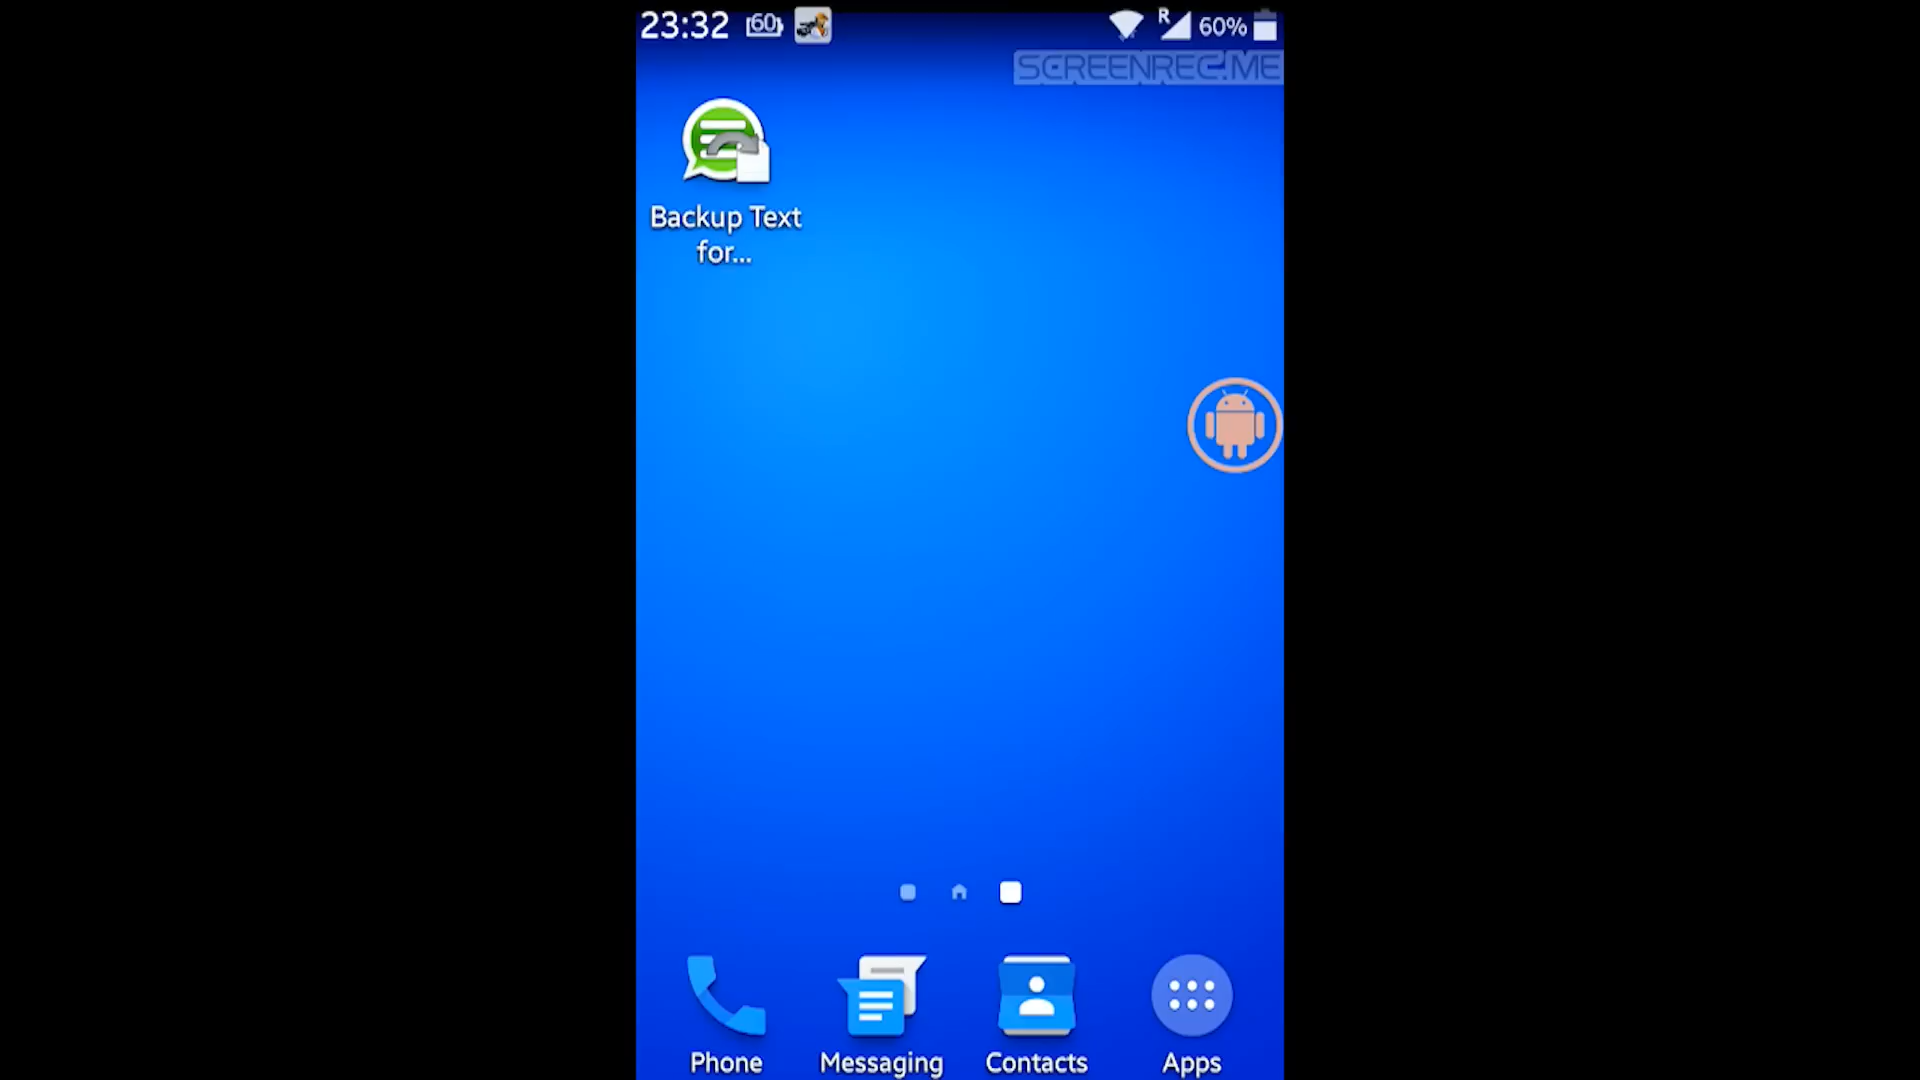 23:32 60 R 60%
SCREENREC.ME
Backup Text
for...
Phone Messaging Contacts Apps